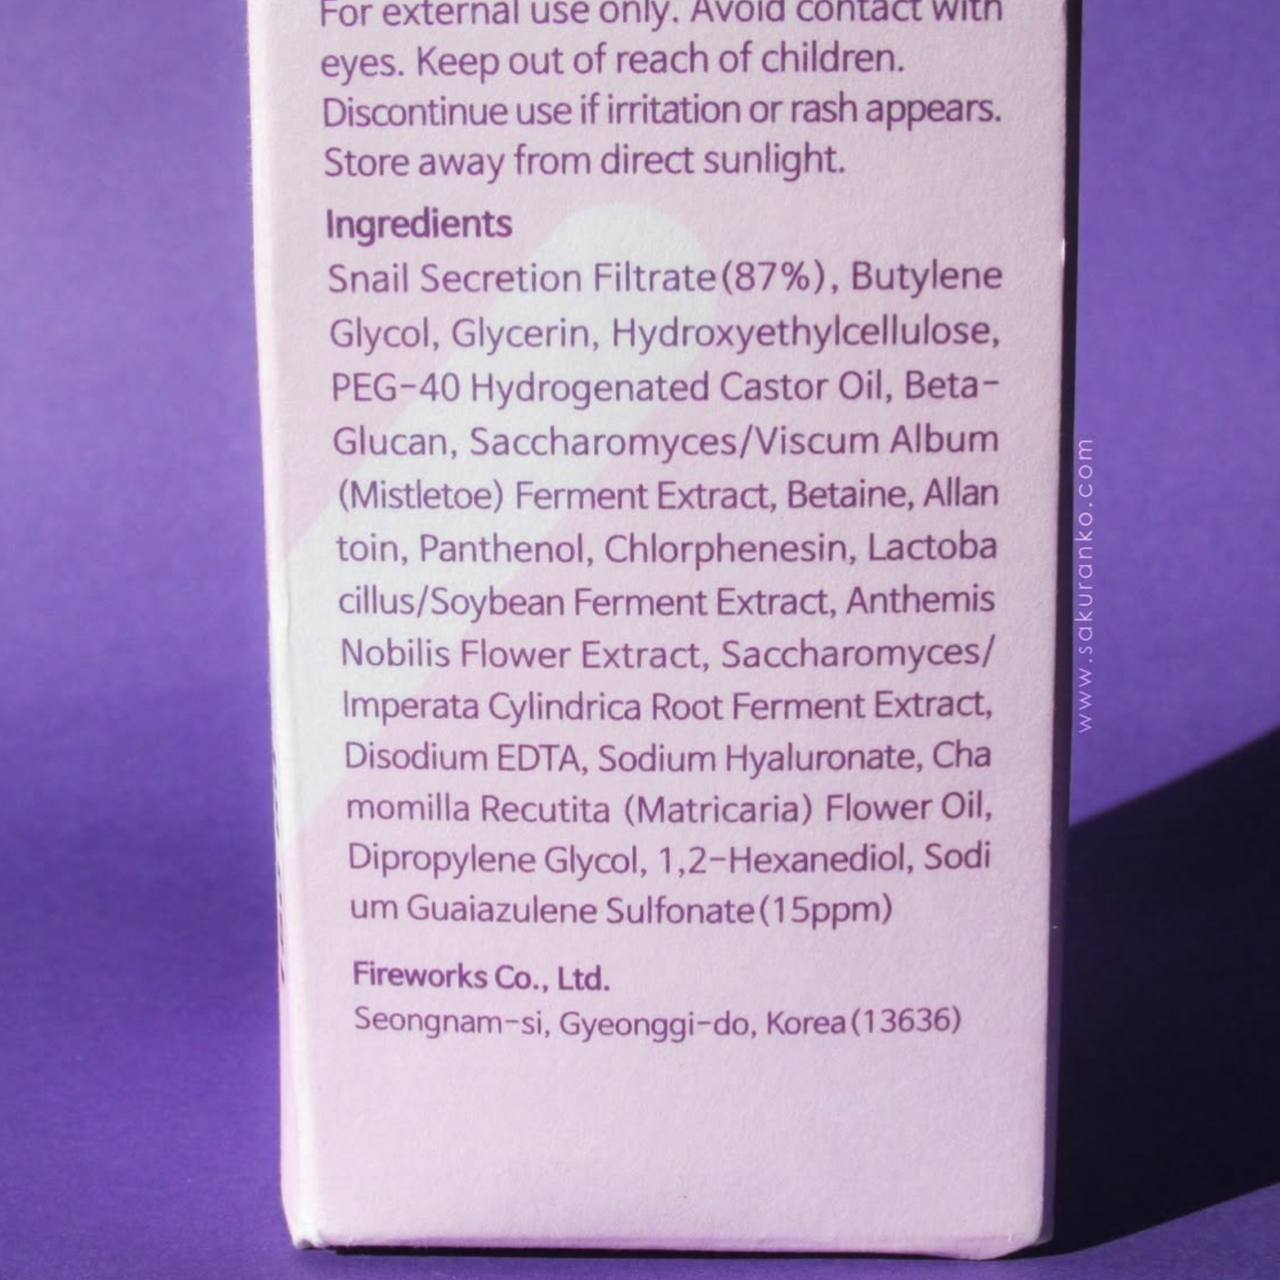 For external use only. Avoid contact with
eyes. Keep out of reach of children.
Discontinue use if irritation or rash appears.
Store away from direct sunlight.
Ingredients
Snail Secretion Filtrate(87%), Butylene
Glycol, Glycerin, Hydroxyethylcellulose,
PEG-40 Hydrogenated Castor Oil, Beta-
Glucan, Saccharomyces/Viscum Album
(Mistletoe) Ferment Extract, Betaine, Allan
toin, Panthenol, Chlorphenesin, Lactoba
cillus/Soybean Ferment Extract, Anthemis
Nobilis Flower Extract, Saccharomyces/
Imperata Cylindrica Root Ferment Extract,
Disodium EDTA, Sodium Hyaluronate, Cha
momilla Recutita (Matricaria) Flower Oil,
Dipropylene Glycol, 1,2-Hexanediol, Sodi
um Guaiazulene Sulfonate(15ppm)
Fireworks Co., Ltd.
Seongnam-si, Gyeonggi-do, Korea(13636)
www.sakuranko.com